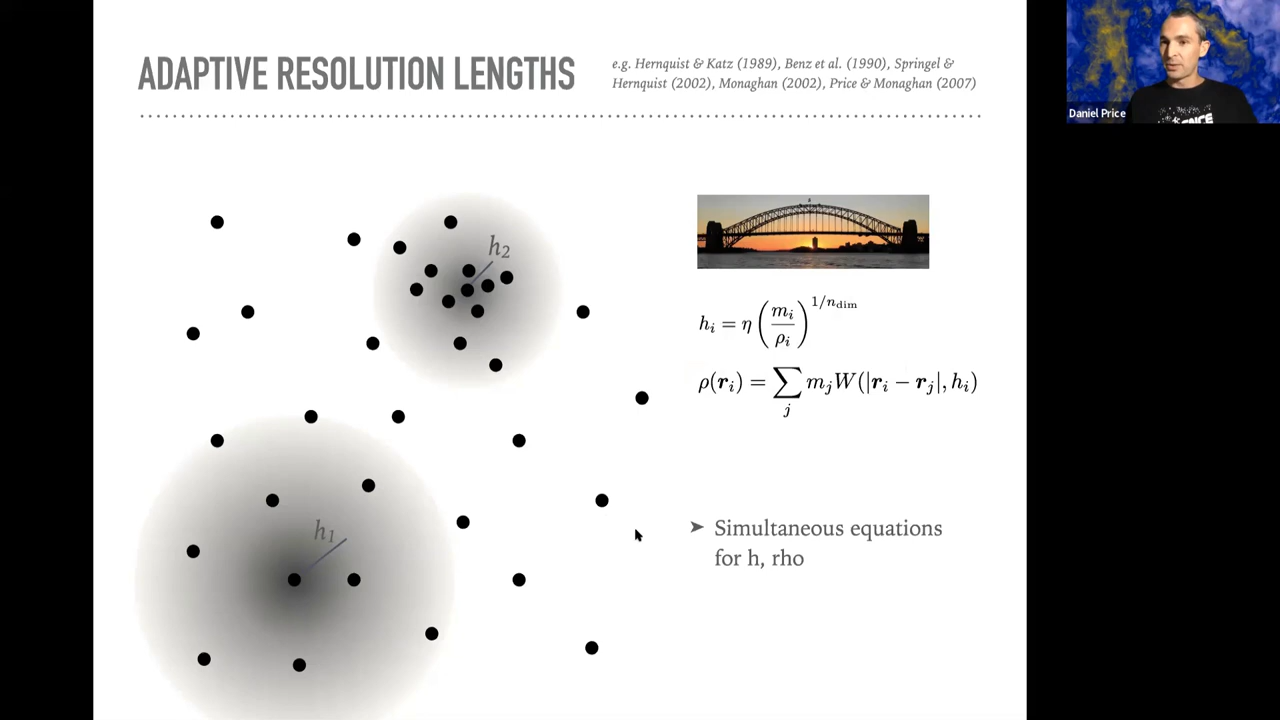 ADAPTIVE RESOLUTION LENGTHS
e.g. Hernquist & Katz (1989), Benz et al. (1990), Springel &
Hernquist (2002), Monaghan (2002), Price & Monaghan (2007)
Daniel Price
h₂
h_i = η (m_i / ρ_i)^{1/n_dim}
ρ(r_i) = ∑_j m_j W(|r_i − r_j|, h_i)
h₁
➤ Simultaneous equations
for h, rho